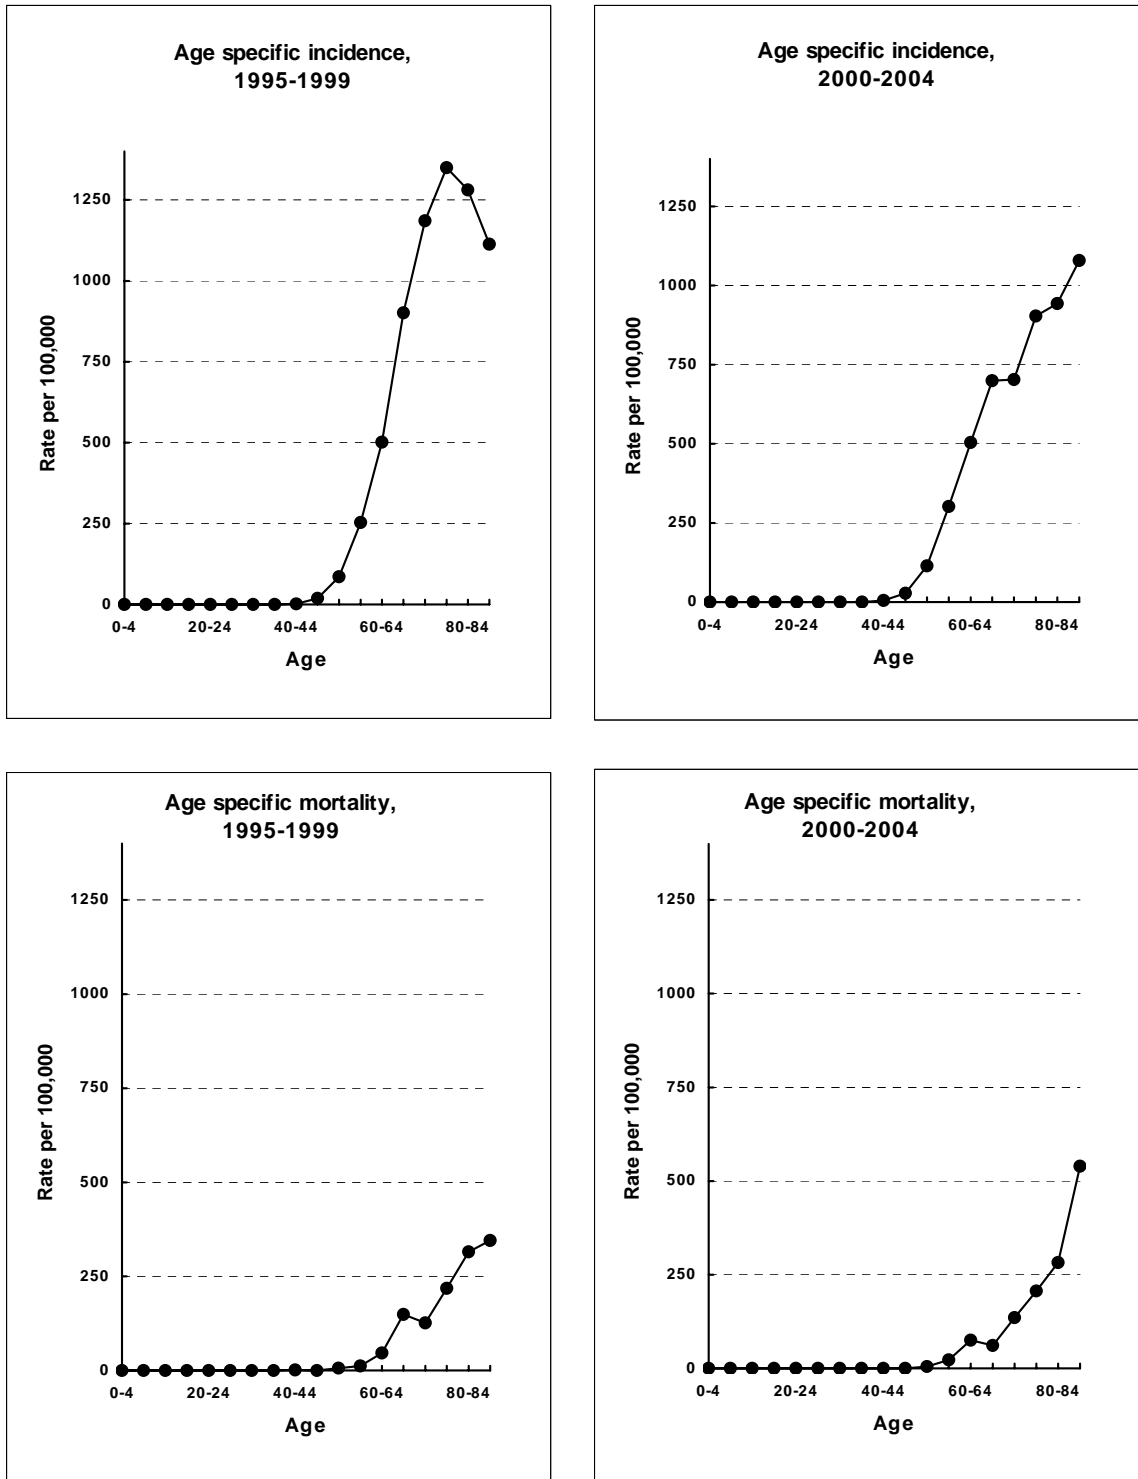 Age specific incidence,
1995-1999
1250
1000
750
500
250
0
Rate per 100,000
0-4 20-24 40-44 60-64 80-84
Age
Age specific incidence,
2000-2004
1250
1000
750
500
250
0
Rate per 100,000
0-4 20-24 40-44 60-64 80-84
Age
Age specific mortality,
1995-1999
1250
1000
750
500
250
0
Rate per 100,000
0-4 20-24 40-44 60-64 80-84
Age
Age specific mortality,
2000-2004
1250
1000
750
500
250
0
Rate per 100,000
0-4 20-24 40-44 60-64 80-84
Age